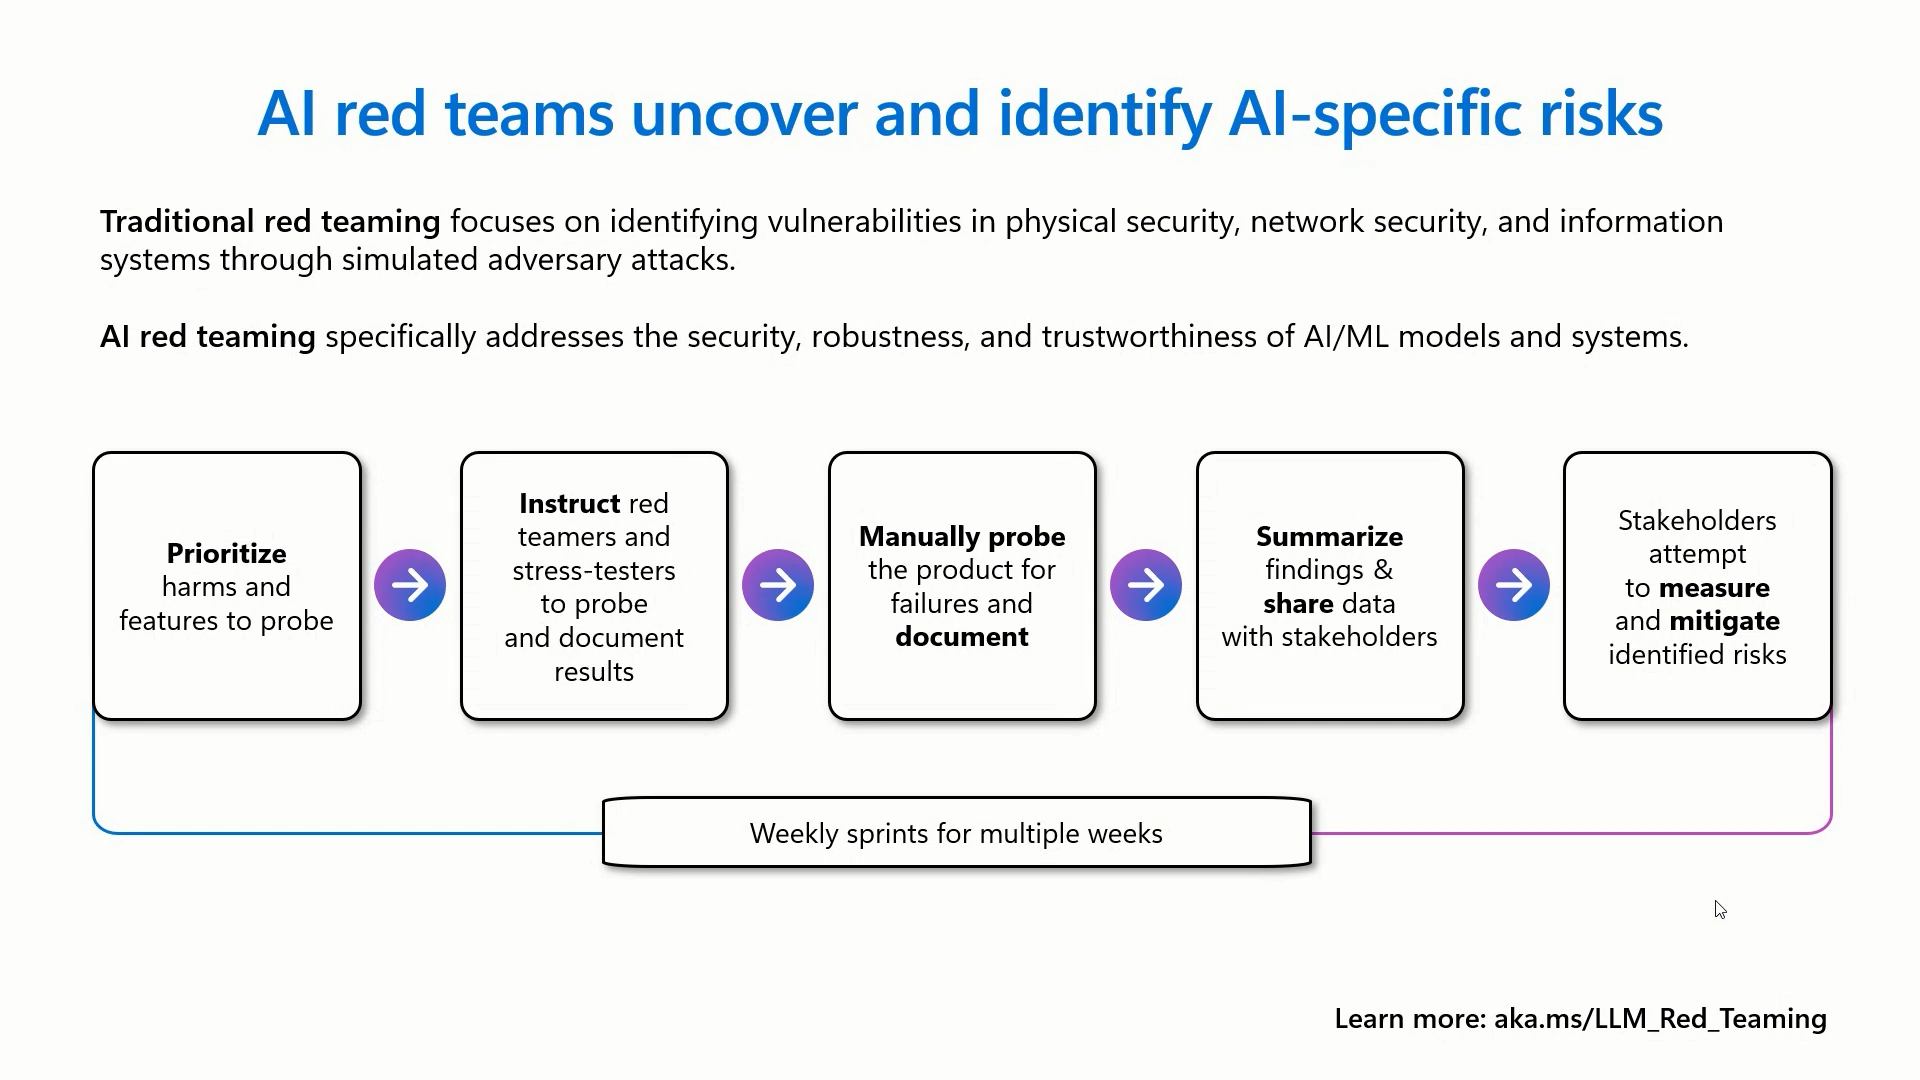 AI red teams uncover and identify AI-specific risks
Traditional red teaming focuses on identifying vulnerabilities in physical security, network security, and information
systems through simulated adversary attacks.
AI red teaming specifically addresses the security, robustness, and trustworthiness of AI/ML models and systems.
Prioritize
harms and
features to probe
Instruct red
teamers and
stress-testers
to probe
and document
results
Manually probe
the product for
failures and
document
Summarize
findings &
share data
with stakeholders
Stakeholders
attempt
to measure
and mitigate
identified risks
Weekly sprints for multiple weeks
Learn more: aka.ms/LLM_Red_Teaming